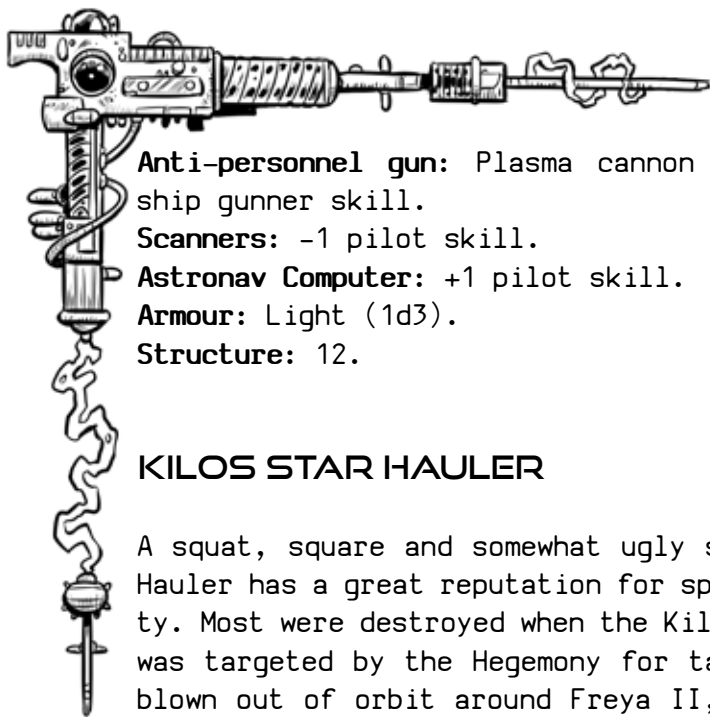 Anti-personnel gun: Plasma cannon
ship gunner skill.
Scanners: -1 pilot skill.
Astronav Computer: +1 pilot skill.
Armour: Light (1d3).
Structure: 12.
KILOS STAR HAULER
A squat, square and somewhat ugly
Hauler has a great reputation for
ty. Most were destroyed when the
was targeted by the Hegemony for
blown out of orbit around Freya II,